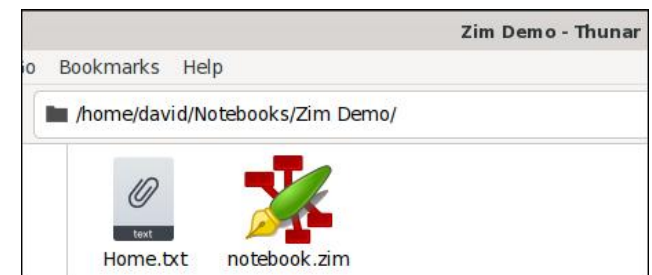 Zim Demo - Thunar
Bookmarks Help
/home/david/Notebooks/Zim Demo/
text
Home.txt notebook.zim